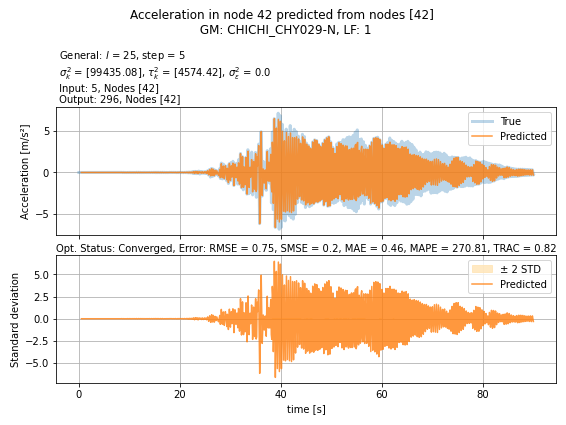 Acceleration in node 42 predicted from nodes [42]
GM: CHICHI_CHY029-N, LF: 1
General: l = 25, step = 5
σ²ₖ = [99435.08], τ²ₖ = [4574.42], σ²ε = 0.0
Input: 5, Nodes [42]
Output: 296, Nodes [42]
Acceleration [m/s²]
5
0
−5
True
Predicted
Opt. Status: Converged, Error: RMSE = 0.75, SMSE = 0.2, MAE = 0.46, MAPE = 270.81, TRAC = 0.82
Standard deviation
5.0
2.5
0.0
−2.5
−5.0
± 2 STD
Predicted
0 20 40 60 80
time [s]